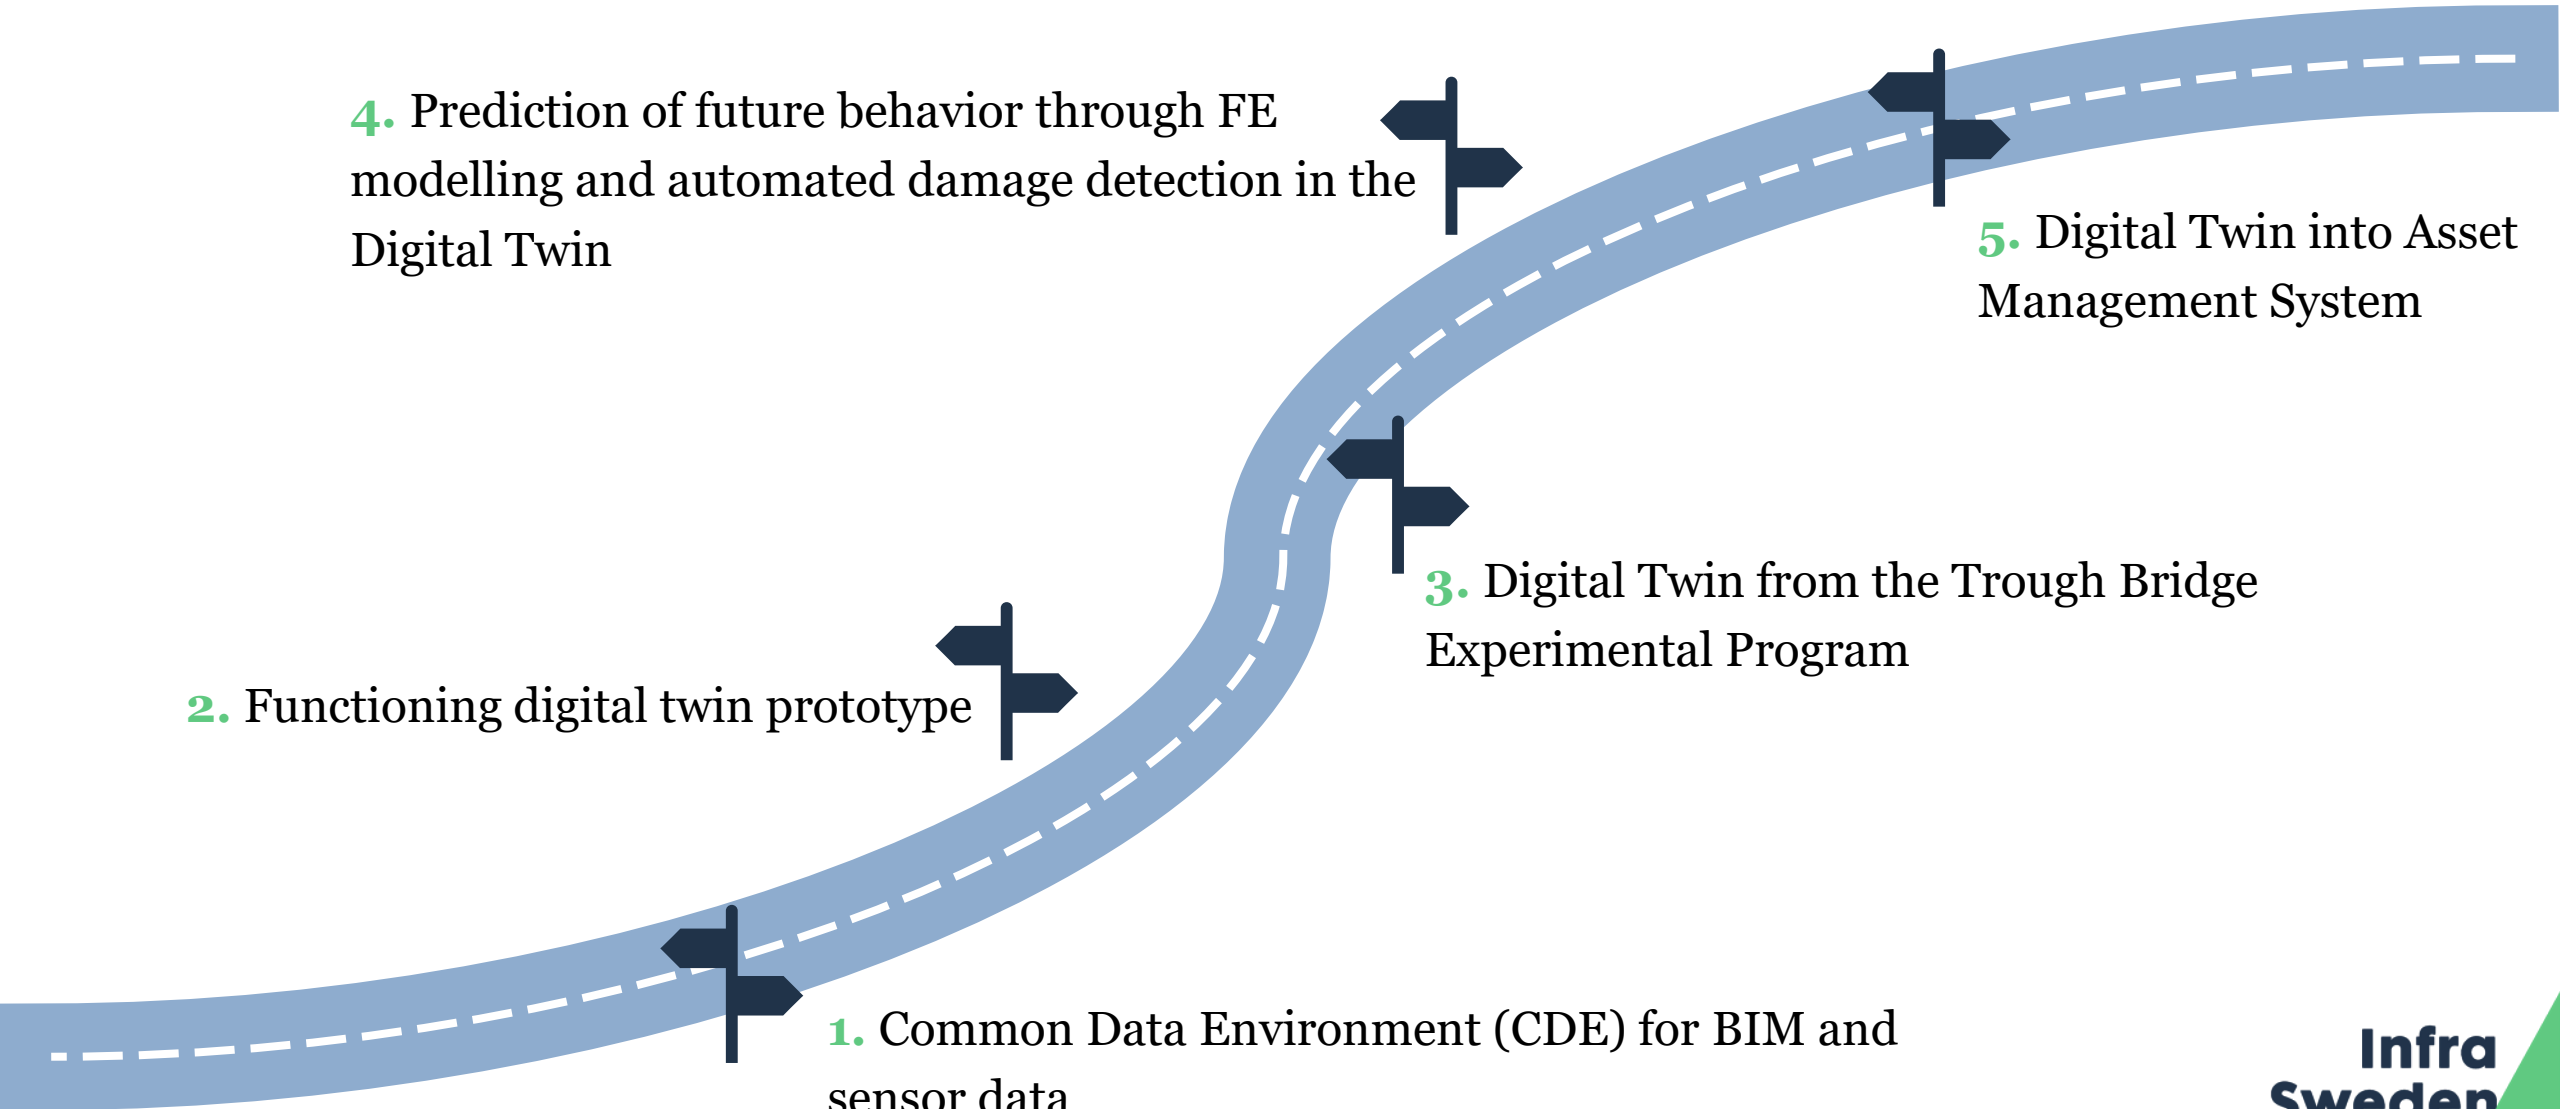 4. Prediction of future behavior through FE
modelling and automated damage detection in the
Digital Twin
5. Digital Twin into Asset
Management System
3. Digital Twin from the Trough Bridge
Experimental Program
2. Functioning digital twin prototype
1. Common Data Environment (CDE) for BIM and
sensor data
Infra
Sweden